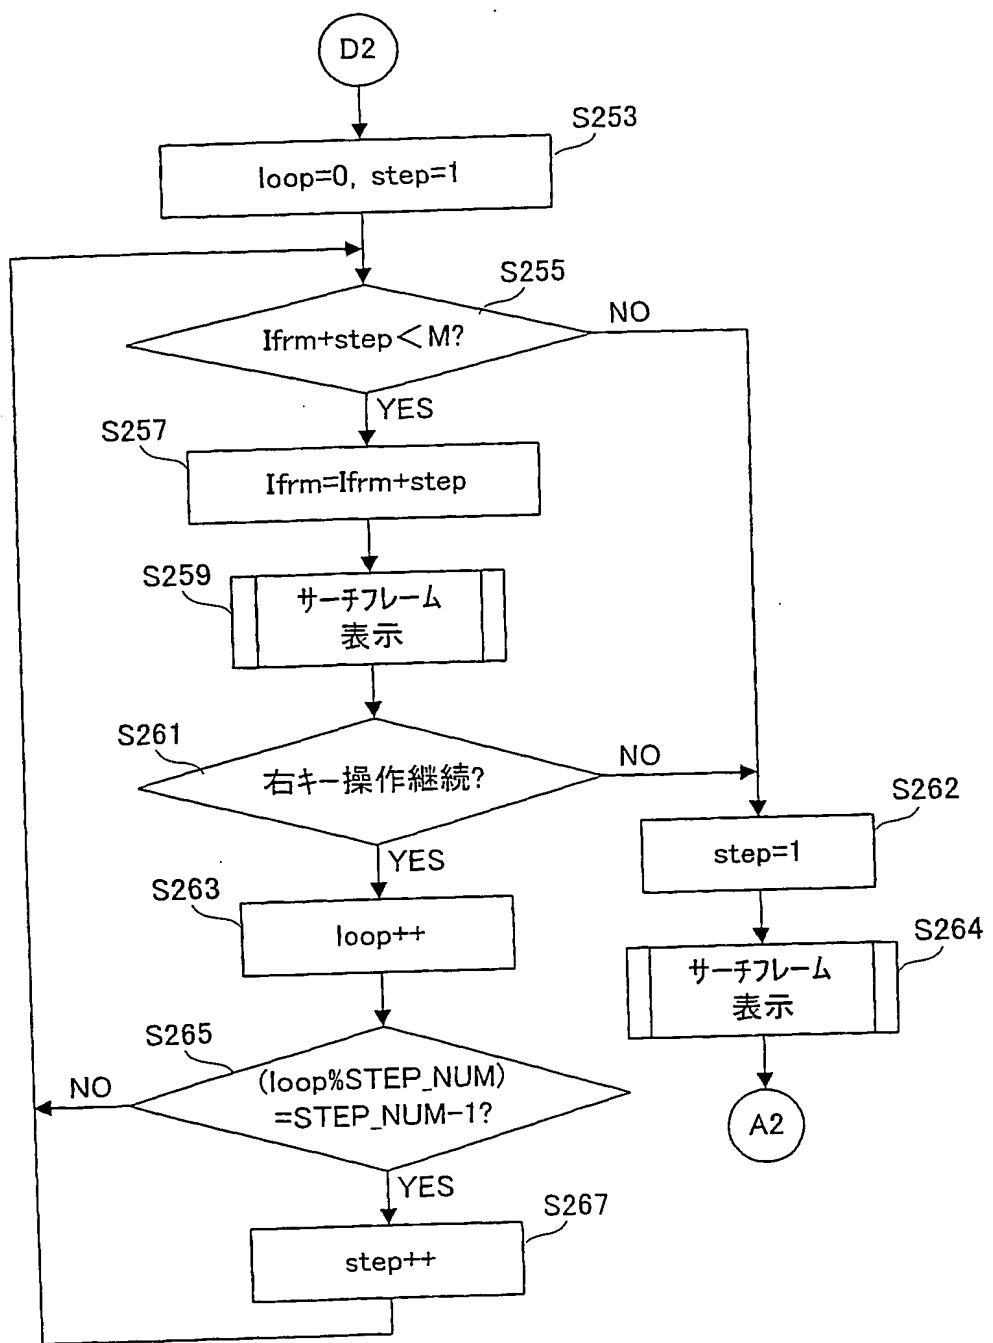 D2
S253
loop=0, step=1
S255
Ifrm+step<M?
NO
YES
S257
Ifrm=Ifrm+step
S259
サーチフレーム
表示
S261
右キー操作継続?
NO
YES
S262
step=1
S263
loop++
S264
サーチフレーム
表示
S265
(loop%STEP_NUM)
=STEP_NUM-1?
NO
YES
A2
S267
step++